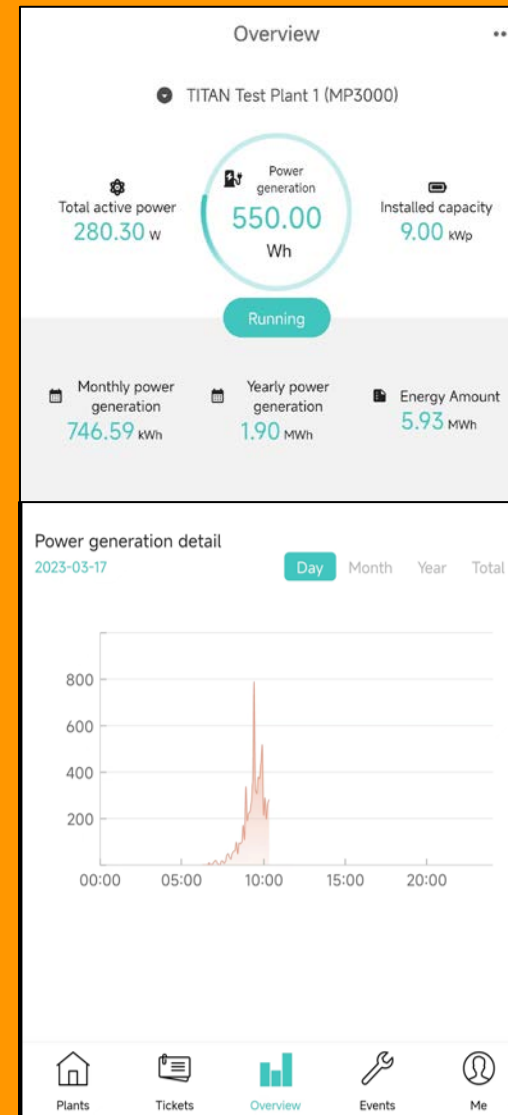 Overview
TITAN Test Plant 1 (MP3000)
Power
generation
550.00
Wh
Total active power
280.30 w
Installed capacity
9.00 kWp
Running
Monthly power
generation
746.59 kWh
Yearly power
generation
1.90 MWh
Energy Amount
5.93 MWh
Power generation detail
2023-03-17
Day Month Year Total
800
600
400
200
00:00 05:00 10:00 15:00 20:00
Plants Tickets Overview Events Me